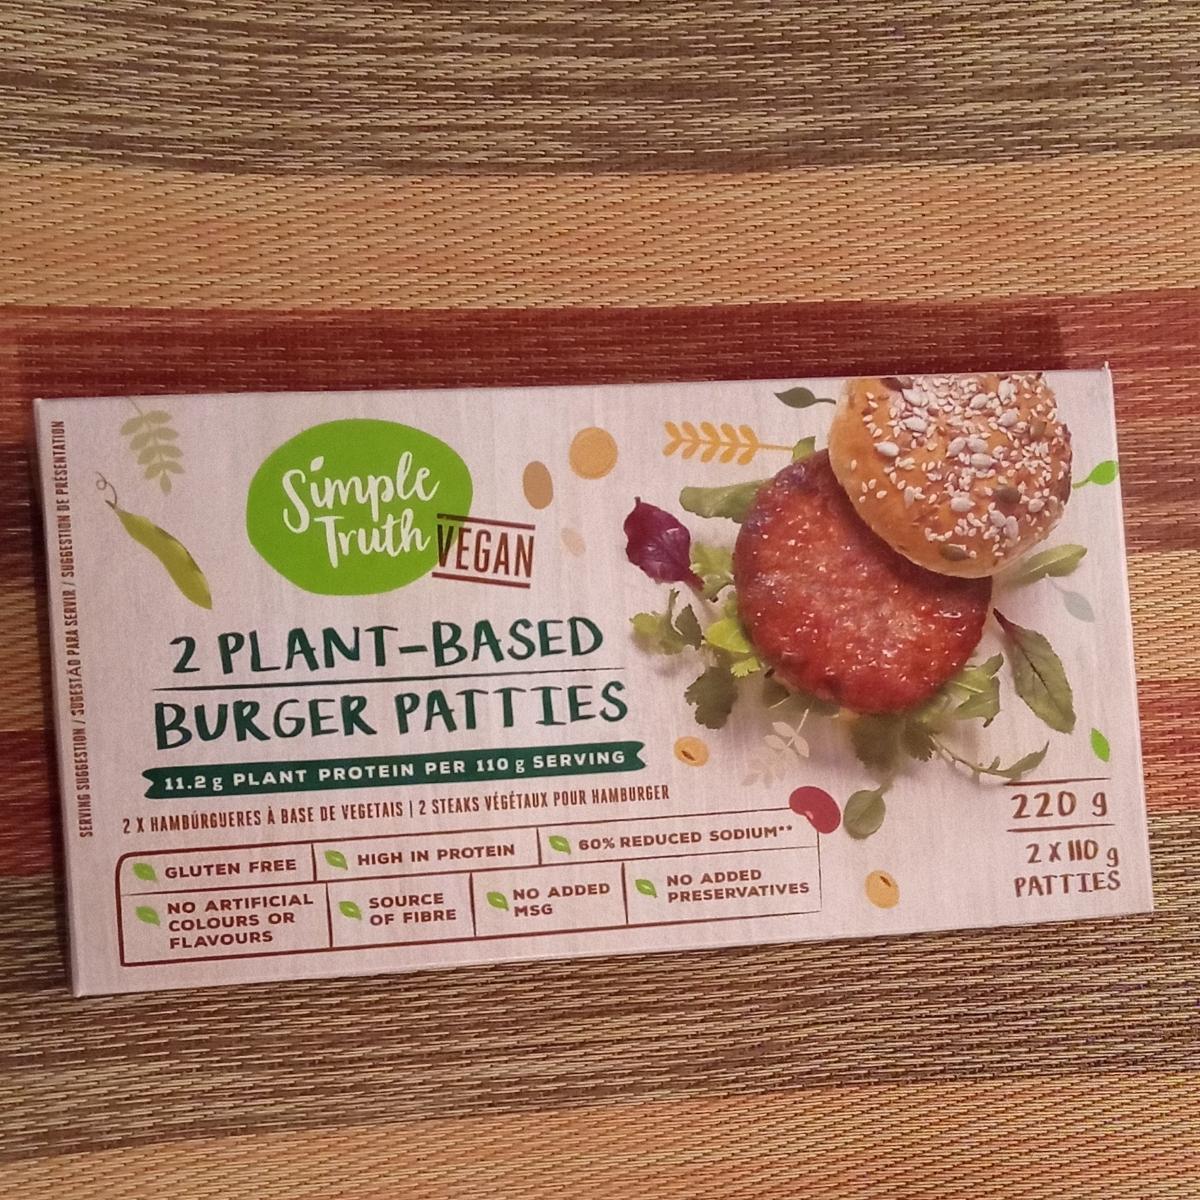 SERVING SUGGESTION / SUGESTÃO PARA SERVIR / SUGGESTION DE PRÉSENTATION
Simple
Truth
VEGAN
2 PLANT-BASED
BURGER PATTIES
11.2 g PLANT PROTEIN PER 110 g SERVING
2 X HAMBÚRGUERES À BASE DE VEGETAIS | 2 STEAKS VÉGÉTAUX POUR HAMBURGER
GLUTEN FREE
HIGH IN PROTEIN
60% REDUCED SODIUM**
NO ARTIFICIAL
COLOURS OR
FLAVOURS
SOURCE
OF FIBRE
NO ADDED
MSG
NO ADDED
PRESERVATIVES
220 g
2 X 110 g
PATTIES